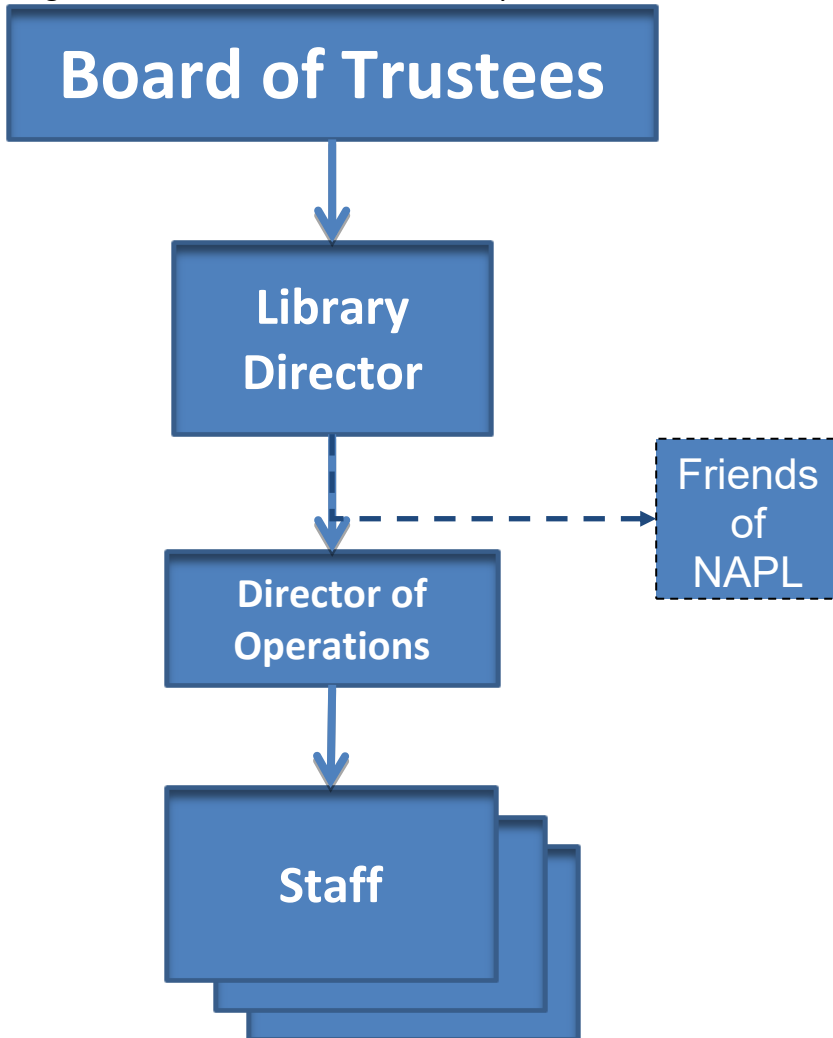 Board of Trustees
Library
Director
Friends
of
NAPL
Director of
Operations
Staff